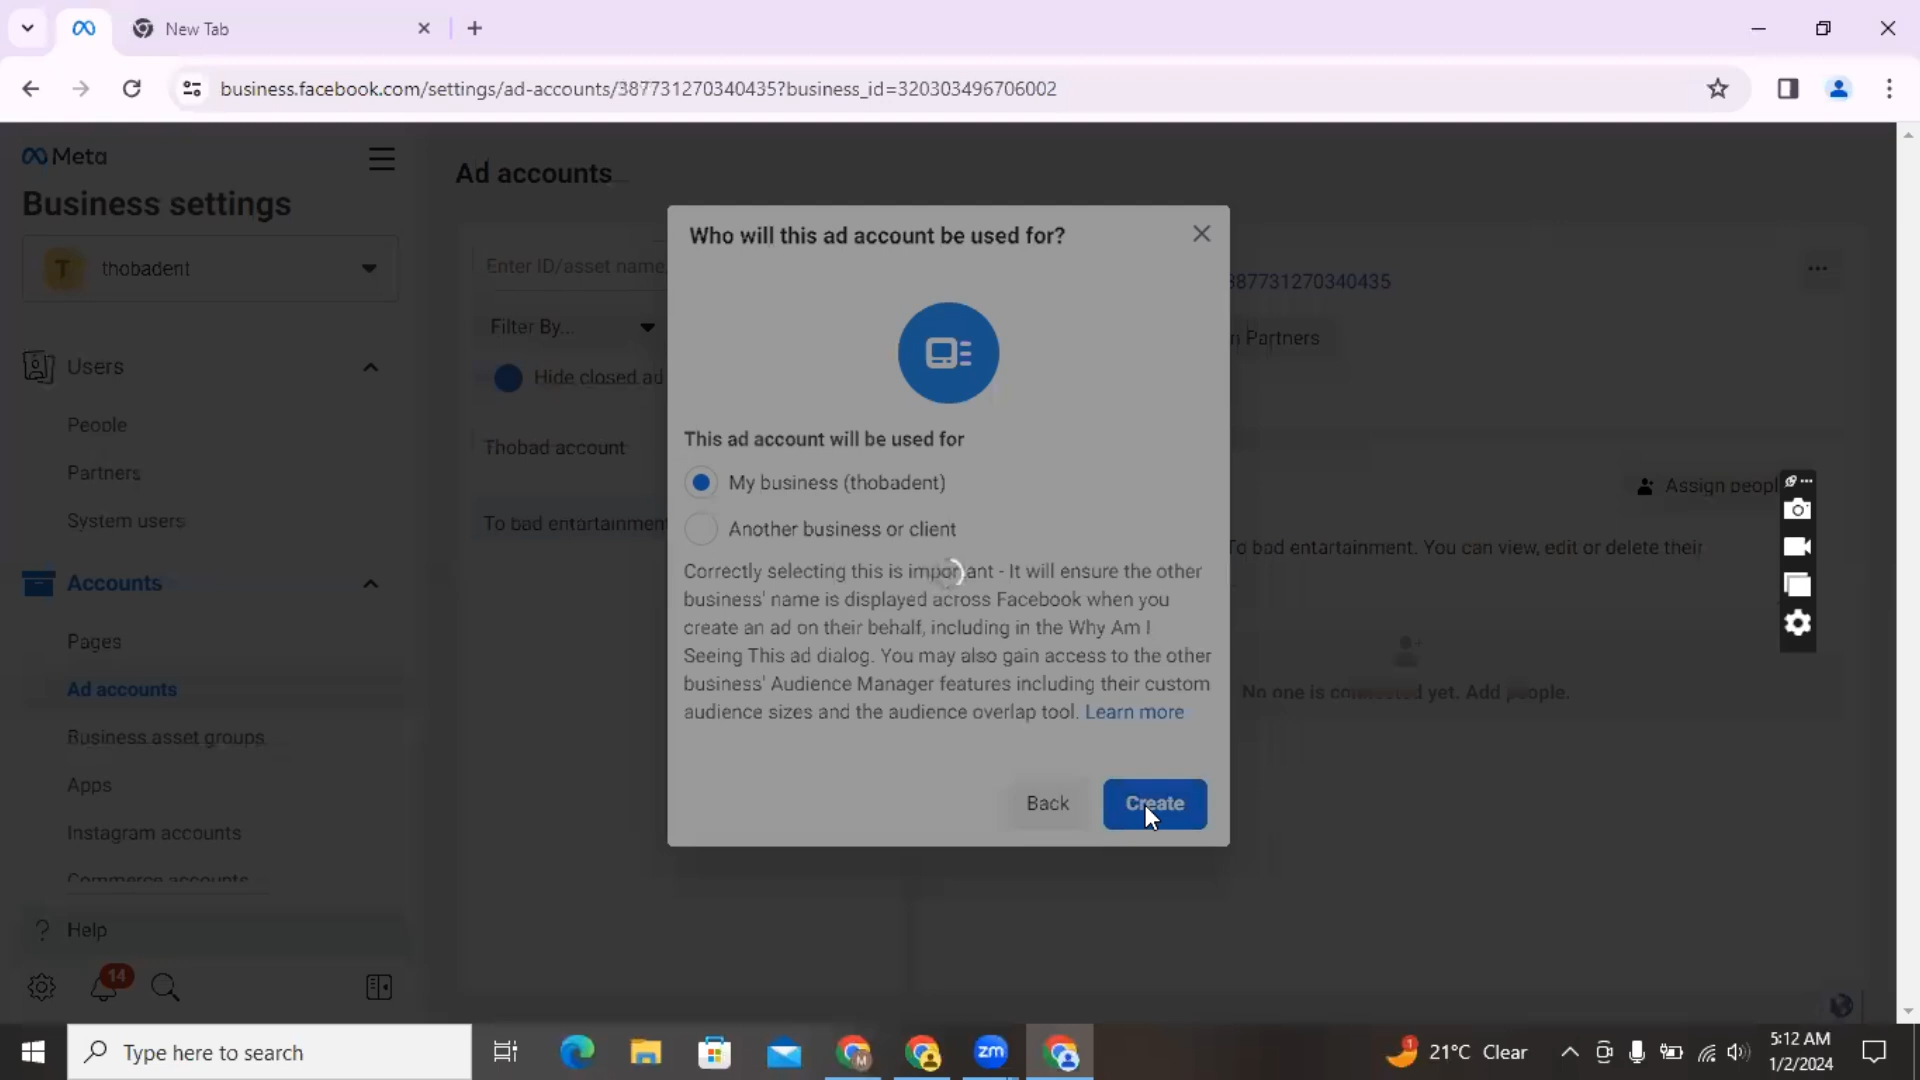 New Tab
business.facebook.com/settings/ad-accounts/387731270340435?business_id=320303496706002
Meta
Business settings
T
thobadent
Users
People
Partners
System users
Accounts
Pages
Ad accounts
Business asset groups
Apps
Instagram accounts
Commerce accounts
? Help
14
Ad accounts
Enter ID/asset name,
Filter By...
Hide closed ad
Thobad account
To bad entartainment
387731270340435
n Partners
Assign peopl
To bad entartainment. You can view, edit or delete their
No one is connected yet. Add people.
Who will this ad account be used for?
This ad account will be used for
My business (thobadent)
Another business or client
Correctly selecting this is important - It will ensure the other
business' name is displayed across Facebook when you
create an ad on their behalf, including in the Why Am I
Seeing This ad dialog. You may also gain access to the other
business' Audience Manager features including their custom
audience sizes and the audience overlap tool. Learn more
Back
Create
Type here to search
M
zm
1
21°C Clear
5:12 AM
1/2/2024